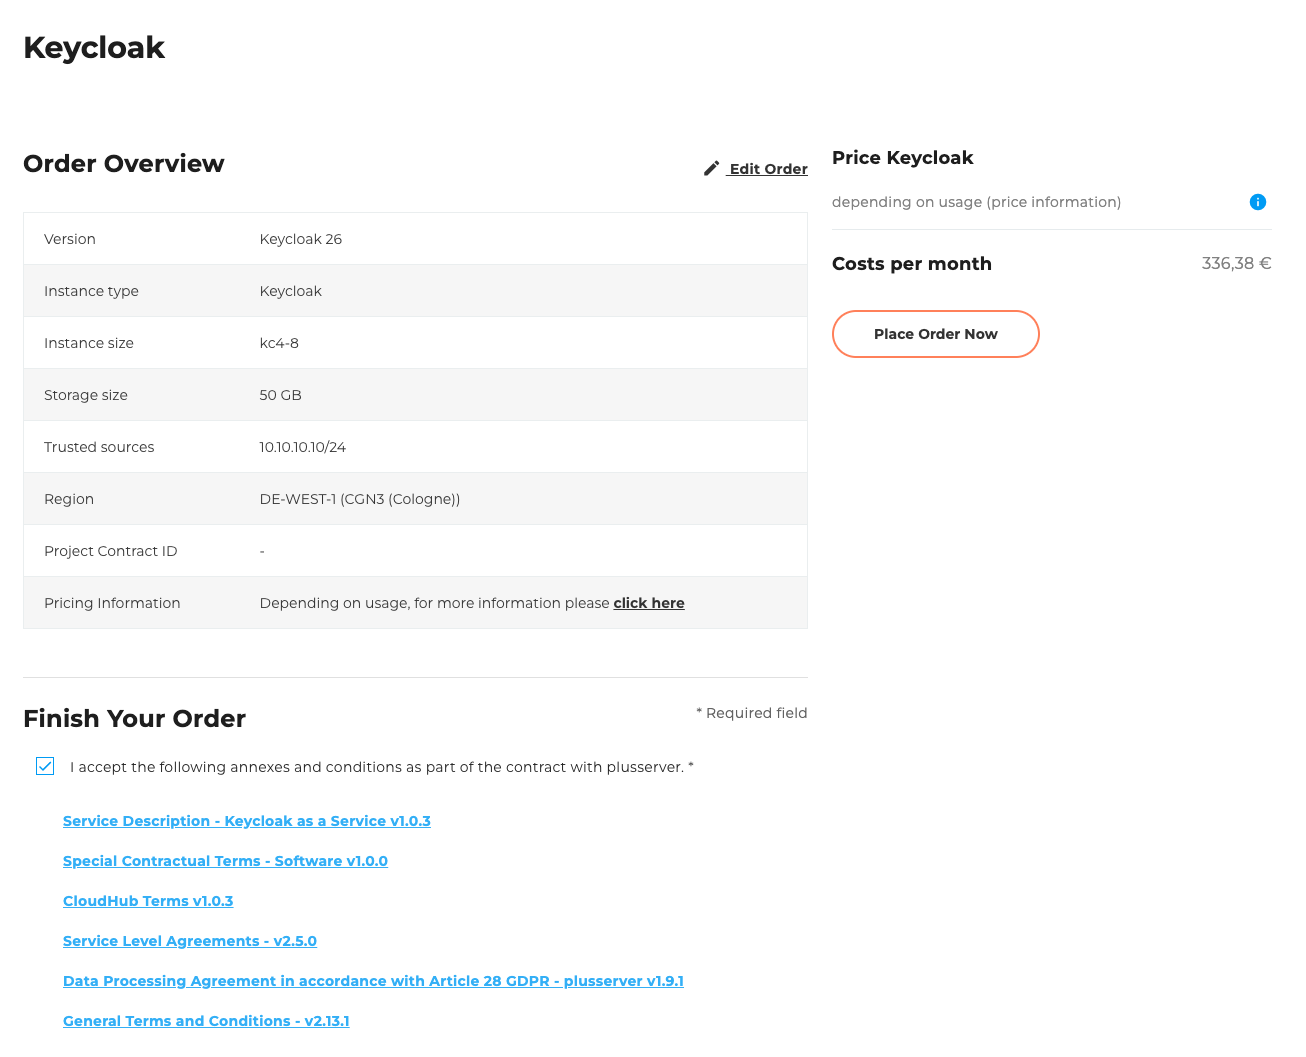 Keycloak
Order Overview
Edit Order
Version Keycloak 26
Instance type Keycloak
Instance size kc4-8
Storage size 50 GB
Trusted sources 10.10.10.10/24
Region DE-WEST-1 (CGN3 (Cologne))
Project Contract ID -
Pricing Information Depending on usage, for more information please click here
Price Keycloak
depending on usage (price information)
Costs per month 336,38 €
Place Order Now
Finish Your Order
* Required field
I accept the following annexes and conditions as part of the contract with plusserver. *
Service Description - Keycloak as a Service v1.0.3
Special Contractual Terms - Software v1.0.0
CloudHub Terms v1.0.3
Service Level Agreements - v2.5.0
Data Processing Agreement in accordance with Article 28 GDPR - plusserver v1.9.1
General Terms and Conditions - v2.13.1